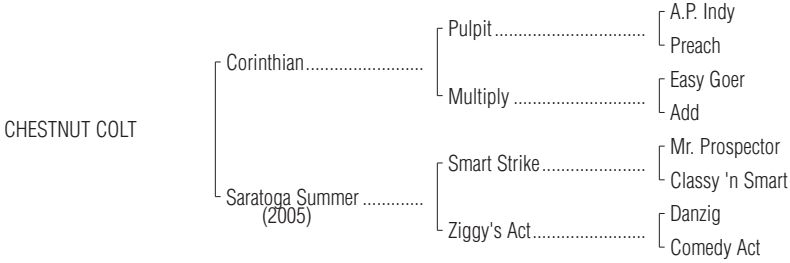 A.P. Indy
Pulpit
Preach
Corinthian
Easy Goer
Multiply
Add
CHESTNUT COLT
Mr. Prospector
Smart Strike
Classy 'n Smart
Saratoga Summer
(2005)
Danzig
Ziggy's Act
Comedy Act